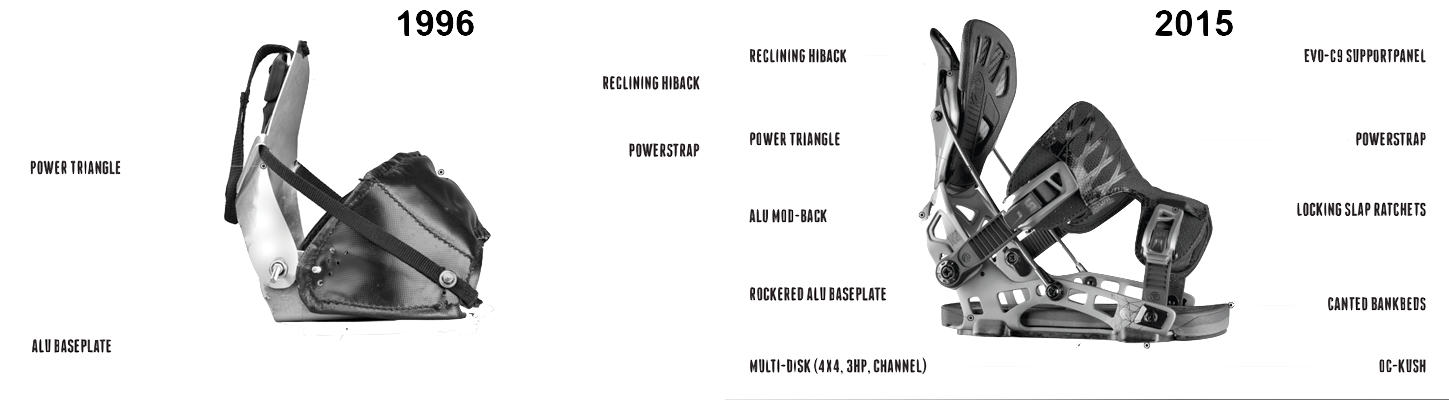 1996
RECLINING HIBACK
POWERSTRAP
POWER TRIANGLE
ALU BASEPLATE
2015
RECLINING HIBACK
POWER TRIANGLE
ALU MOD-BACK
ROCKERED ALU BASEPLATE
MULTI-DISK (4X4, 3HP, CHANNEL)
EVO-C9 SUPPORTPANEL
POWERSTRAP
LOCKING SLAP RATCHETS
CANTED BANKBEDS
OC-KUSH